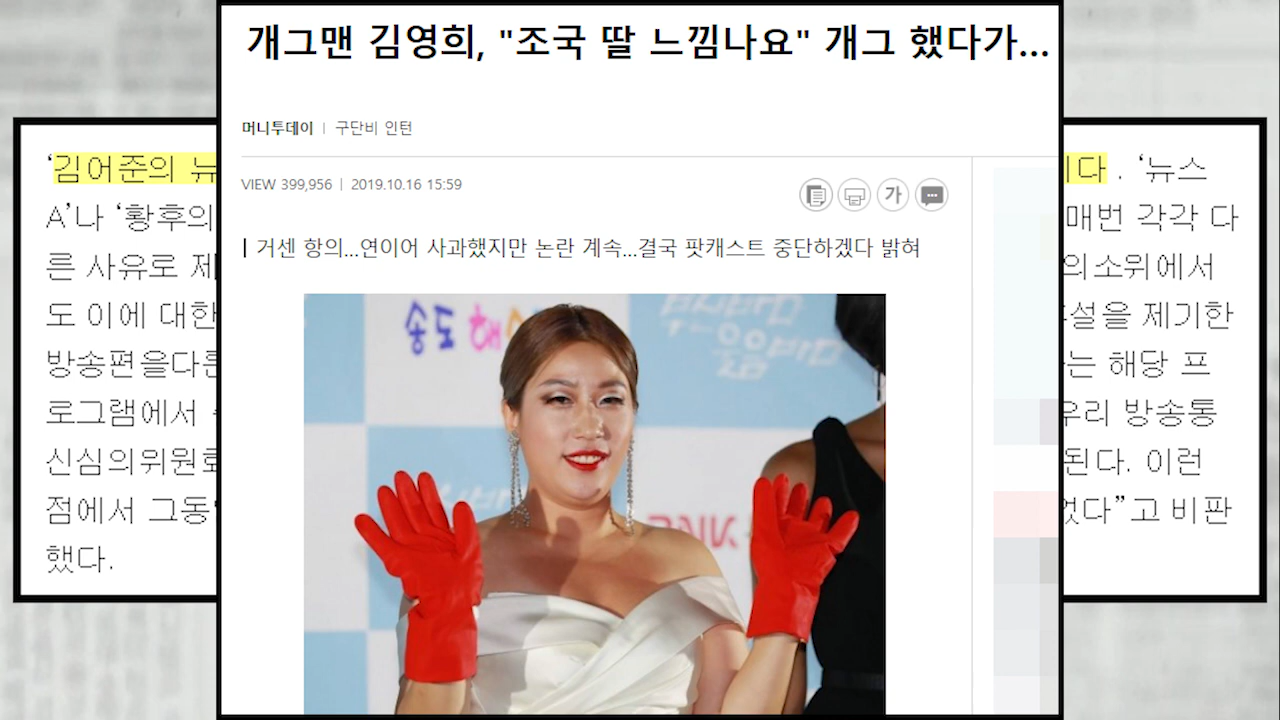 개그맨 김영희, "조국 딸 느낌나요" 개그 했다가...
머니투데이 | 구단비 인턴
VIEW 399,956 | 2019.10.16 15:59
가
거센 항의...연이어 사과했지만 논란 계속...결국 팟캐스트 중단하겠다 밝혀
송도 해
‘김어준의 뉴
A’나 ‘황후의
른 사유로 제
도 이에 대한
방송편을다른
로그램에서
신심의위원회
점에서 그동
했다.
니다. ‘뉴스
매번 각각 다
의소위에서
설을 제기한
는 해당 프
우리 방송통
된다. 이런
었다”고 비판